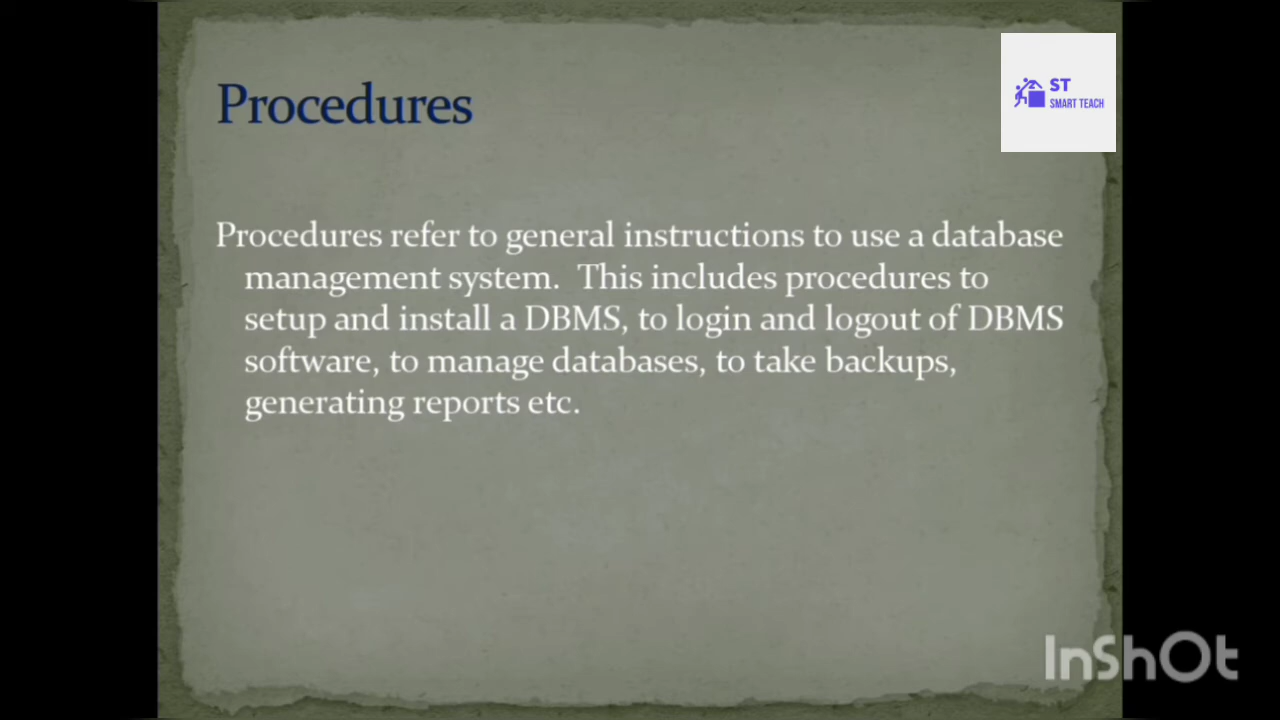 Procedures
ST
SMART TEACH
Procedures refer to general instructions to use a database
management system.  This includes procedures to
setup and install a DBMS, to login and logout of DBMS
software, to manage databases, to take backups,
generating reports etc.
InShOt